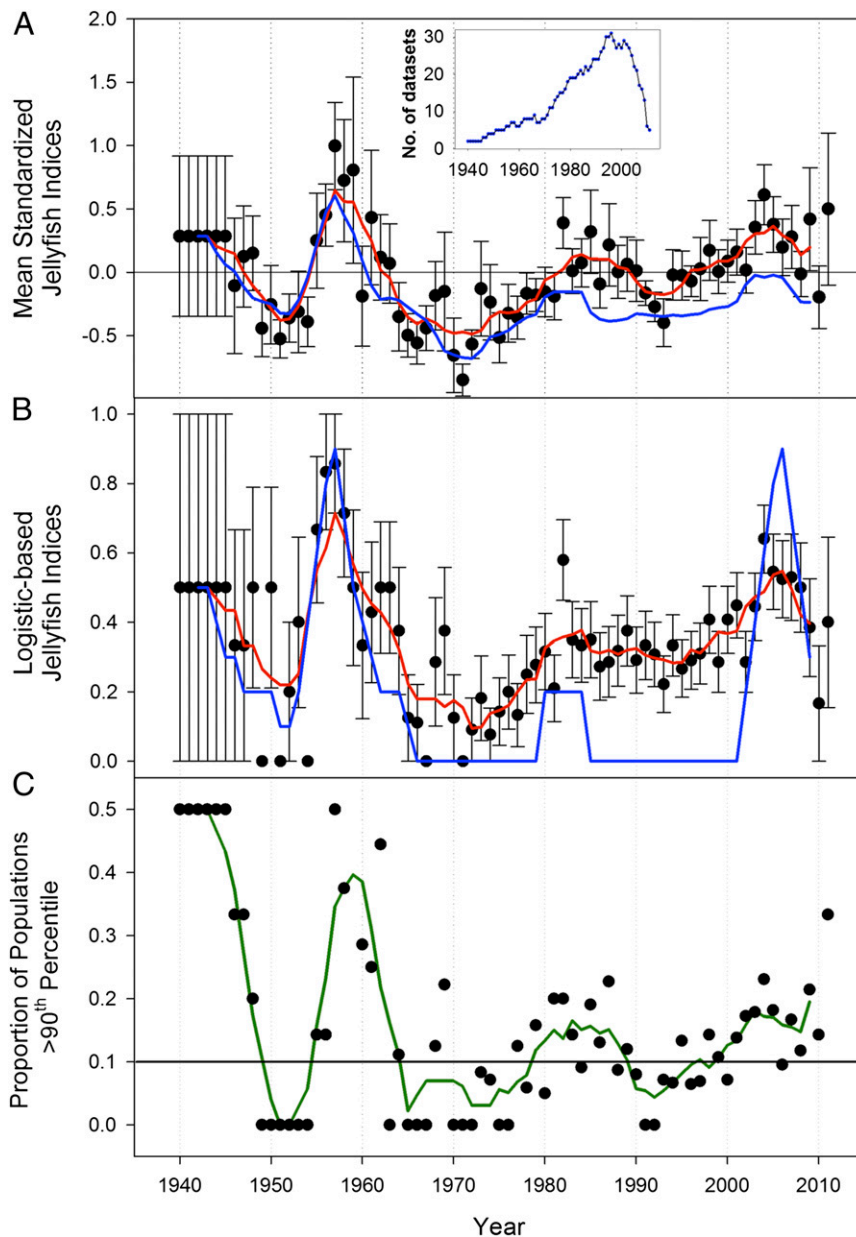 A
Mean Standardized
Jellyfish Indices
2.0
1.5
1.0
0.5
0.0
-0.5
No. of datasets
30
20
10
0
1940 1960 1980 2000
B
Logistic-based
Jellyfish Indices
1.0
0.8
0.6
0.4
0.2
0.0
C
Proportion of Populations
>90th Percentile
0.5
0.4
0.3
0.2
0.1
0.0
1940 1950 1960 1970 1980 1990 2000 2010
Year